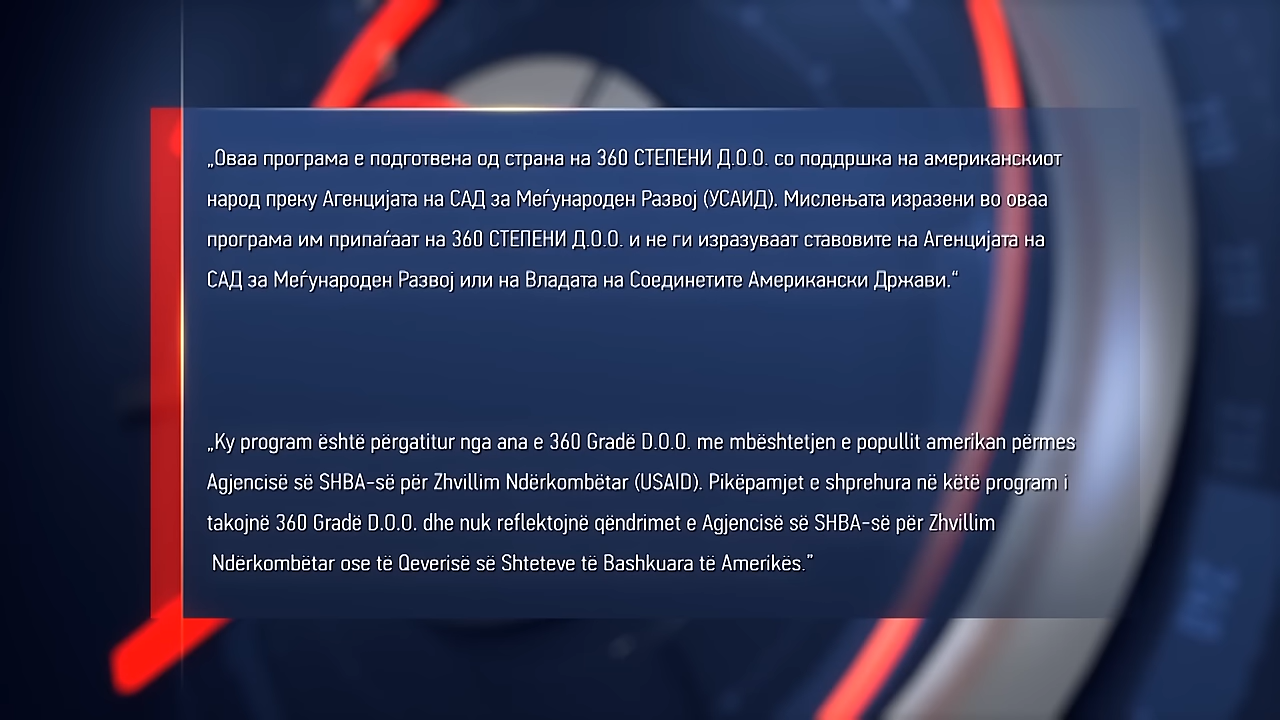 „Оваа програма е подготвена од страна на 360 СТЕПЕНИ Д.О.О. со поддршка на американскиот
народ преку Агенцијата на САД за Меѓународен Развој (УСАИД). Мислењата изразени во оваа
програма им припаѓаат на 360 СТЕПЕНИ Д.О.О. и не ги изразуваат ставовите на Агенцијата на
САД за Меѓународен Развој или на Владата на Соединетите Американски Држави.“
„Ky program është përgatitur nga ana e 360 Gradë D.O.O. me mbështetjen e popullit amerikan përmes
Agjencisë së SHBA-së për Zhvillim Ndërkombëtar (USAID). Pikëpamjet e shprehura në këtë program i
takojnë 360 Gradë D.O.O. dhe nuk reflektojnë qëndrimet e Agjencisë së SHBA-së për Zhvillim
Ndërkombëtar ose të Qeverisë së Shteteve të Bashkuara të Amerikës.”